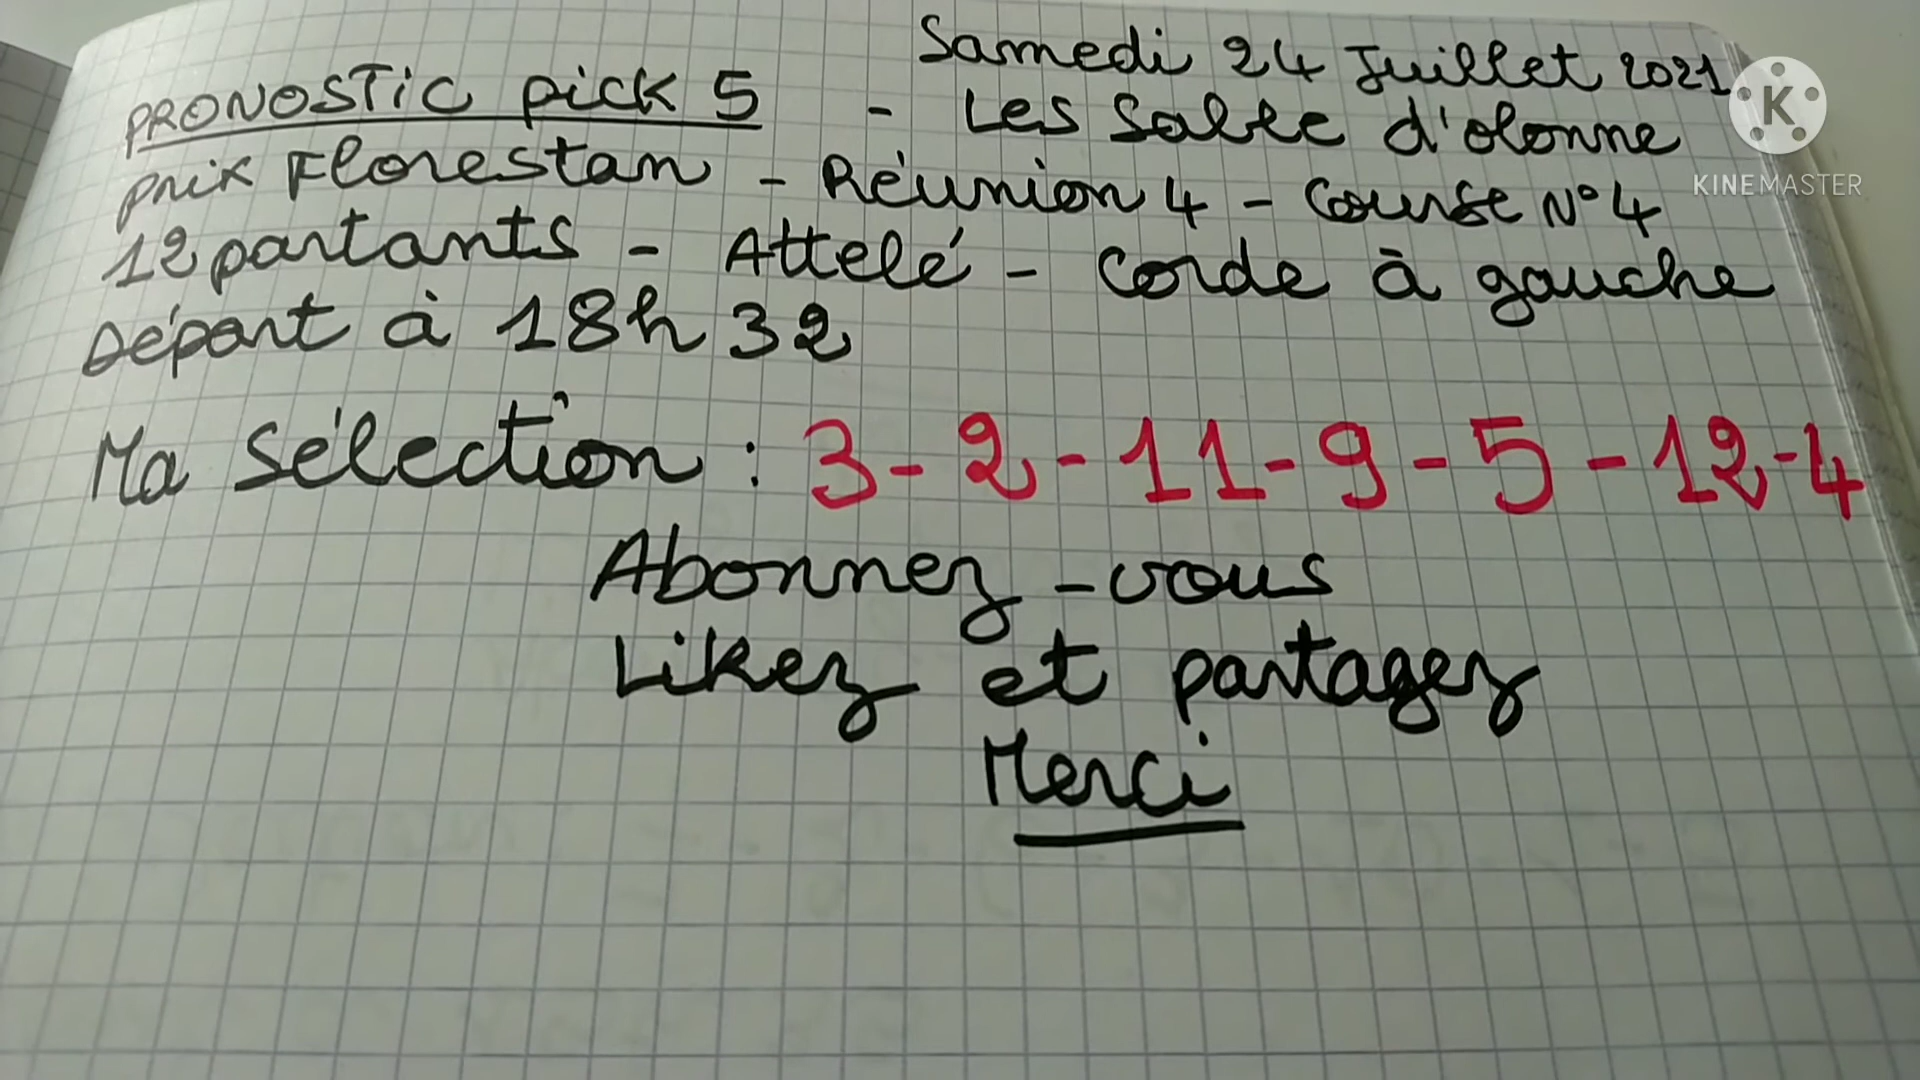 Samedi 24 Juillet 2021
PRONOSTIC pick 5 - Les Sable d'olonne
prix Florestan - Réunion 4 - Course N°4
12 partants - Attelé - Corde à gauche
Départ à 18h32
Ma Sélection : 3-2-11-9-5-12-4
Abonnez-vous
Likez et partagez
Merci
K
KINEMASTER